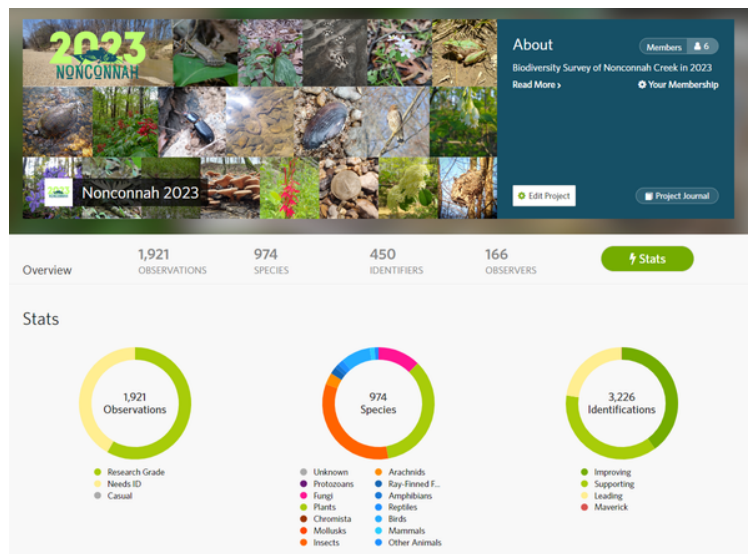 2023
NONCONNAH
Nonconnah 2023
About
Members 6
Biodiversity Survey of Nonconnah Creek in 2023
Read More ›
Your Membership
Edit Project
Project Journal
Overview
1,921
OBSERVATIONS
974
SPECIES
450
IDENTIFIERS
166
OBSERVERS
Stats
Stats
1,921
Observations
Research Grade
Needs ID
Casual
974
Species
Unknown
Protozoans
Fungi
Plants
Chromista
Mollusks
Insects
Arachnids
Ray-Finned F...
Amphibians
Reptiles
Birds
Mammals
Other Animals
3,226
Identifications
Improving
Supporting
Leading
Maverick